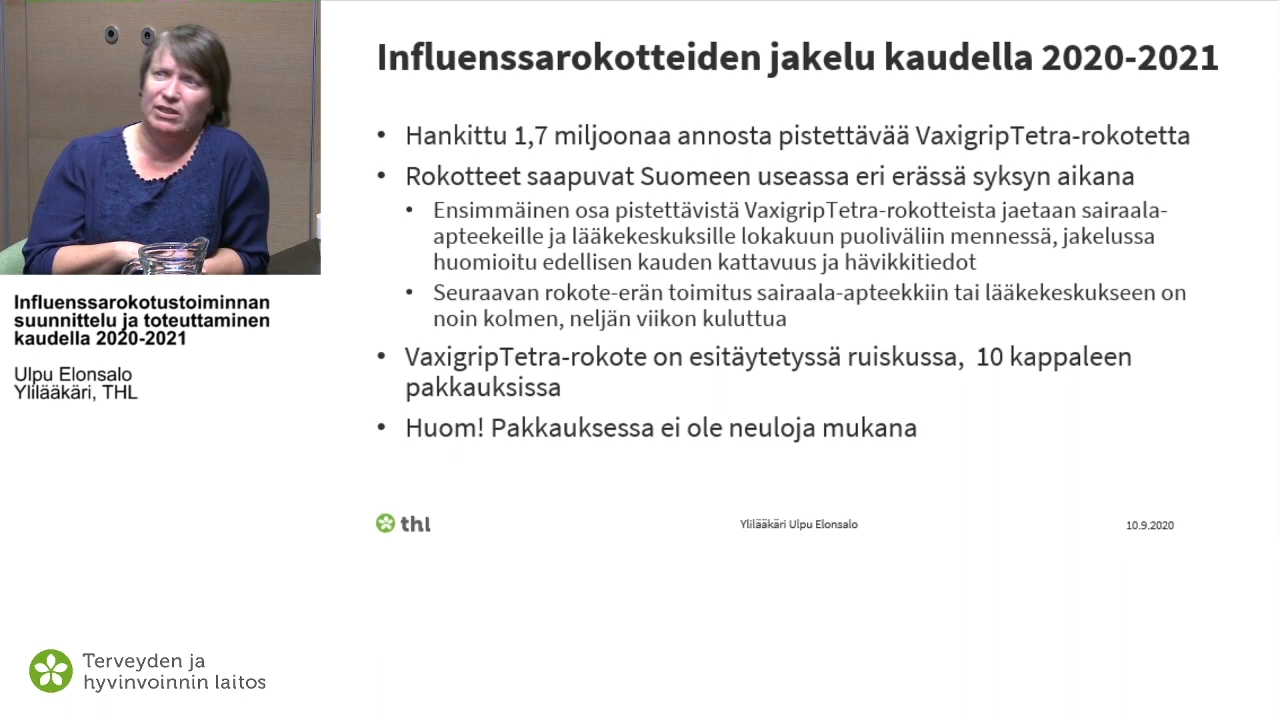 Influenssarokotteiden jakelu kaudella 2020-2021
• Hankittu 1,7 miljoonaa annosta pistettävää VaxigripTetra-rokotetta
• Rokotteet saapuvat Suomeen useassa eri erässä syksyn aikana
• Ensimmäinen osa pistettävistä VaxigripTetra-rokotteista jaetaan sairaala-
apteekeille ja lääkekeskuksille lokakuun puoliväliin mennessä, jakelussa
huomioitu edellisen kauden kattavuus ja hävikkitiedot
• Seuraavan rokote-erän toimitus sairaala-apteekkiin tai lääkekeskukseen on
noin kolmen, neljän viikon kuluttua
• VaxigripTetra-rokote on esitäytetyssä ruiskussa, 10 kappaleen
pakkauksissa
• Huom! Pakkauksessa ei ole neuloja mukana
thl
Ylilääkäri Ulpu Elonsalo
10.9.2020
Influenssarokotustoiminnan
suunnittelu ja toteuttaminen
kaudella 2020-2021
Ulpu Elonsalo
Ylilääkäri, THL
Terveyden ja
hyvinvoinnin laitos